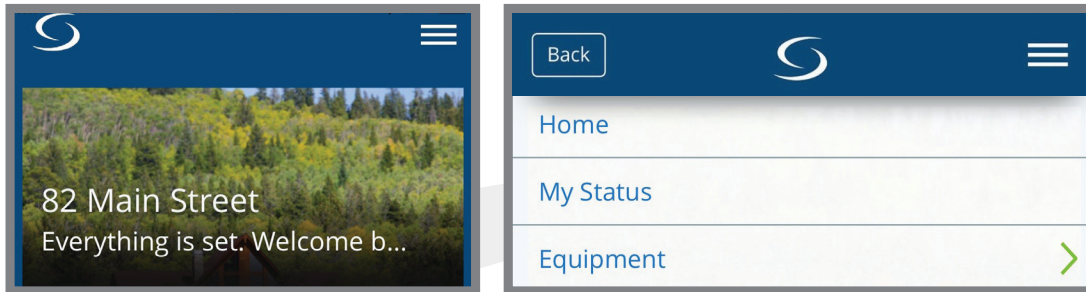 82 Main Street
Everything is set. Welcome b...
Back
Home
My Status
Equipment